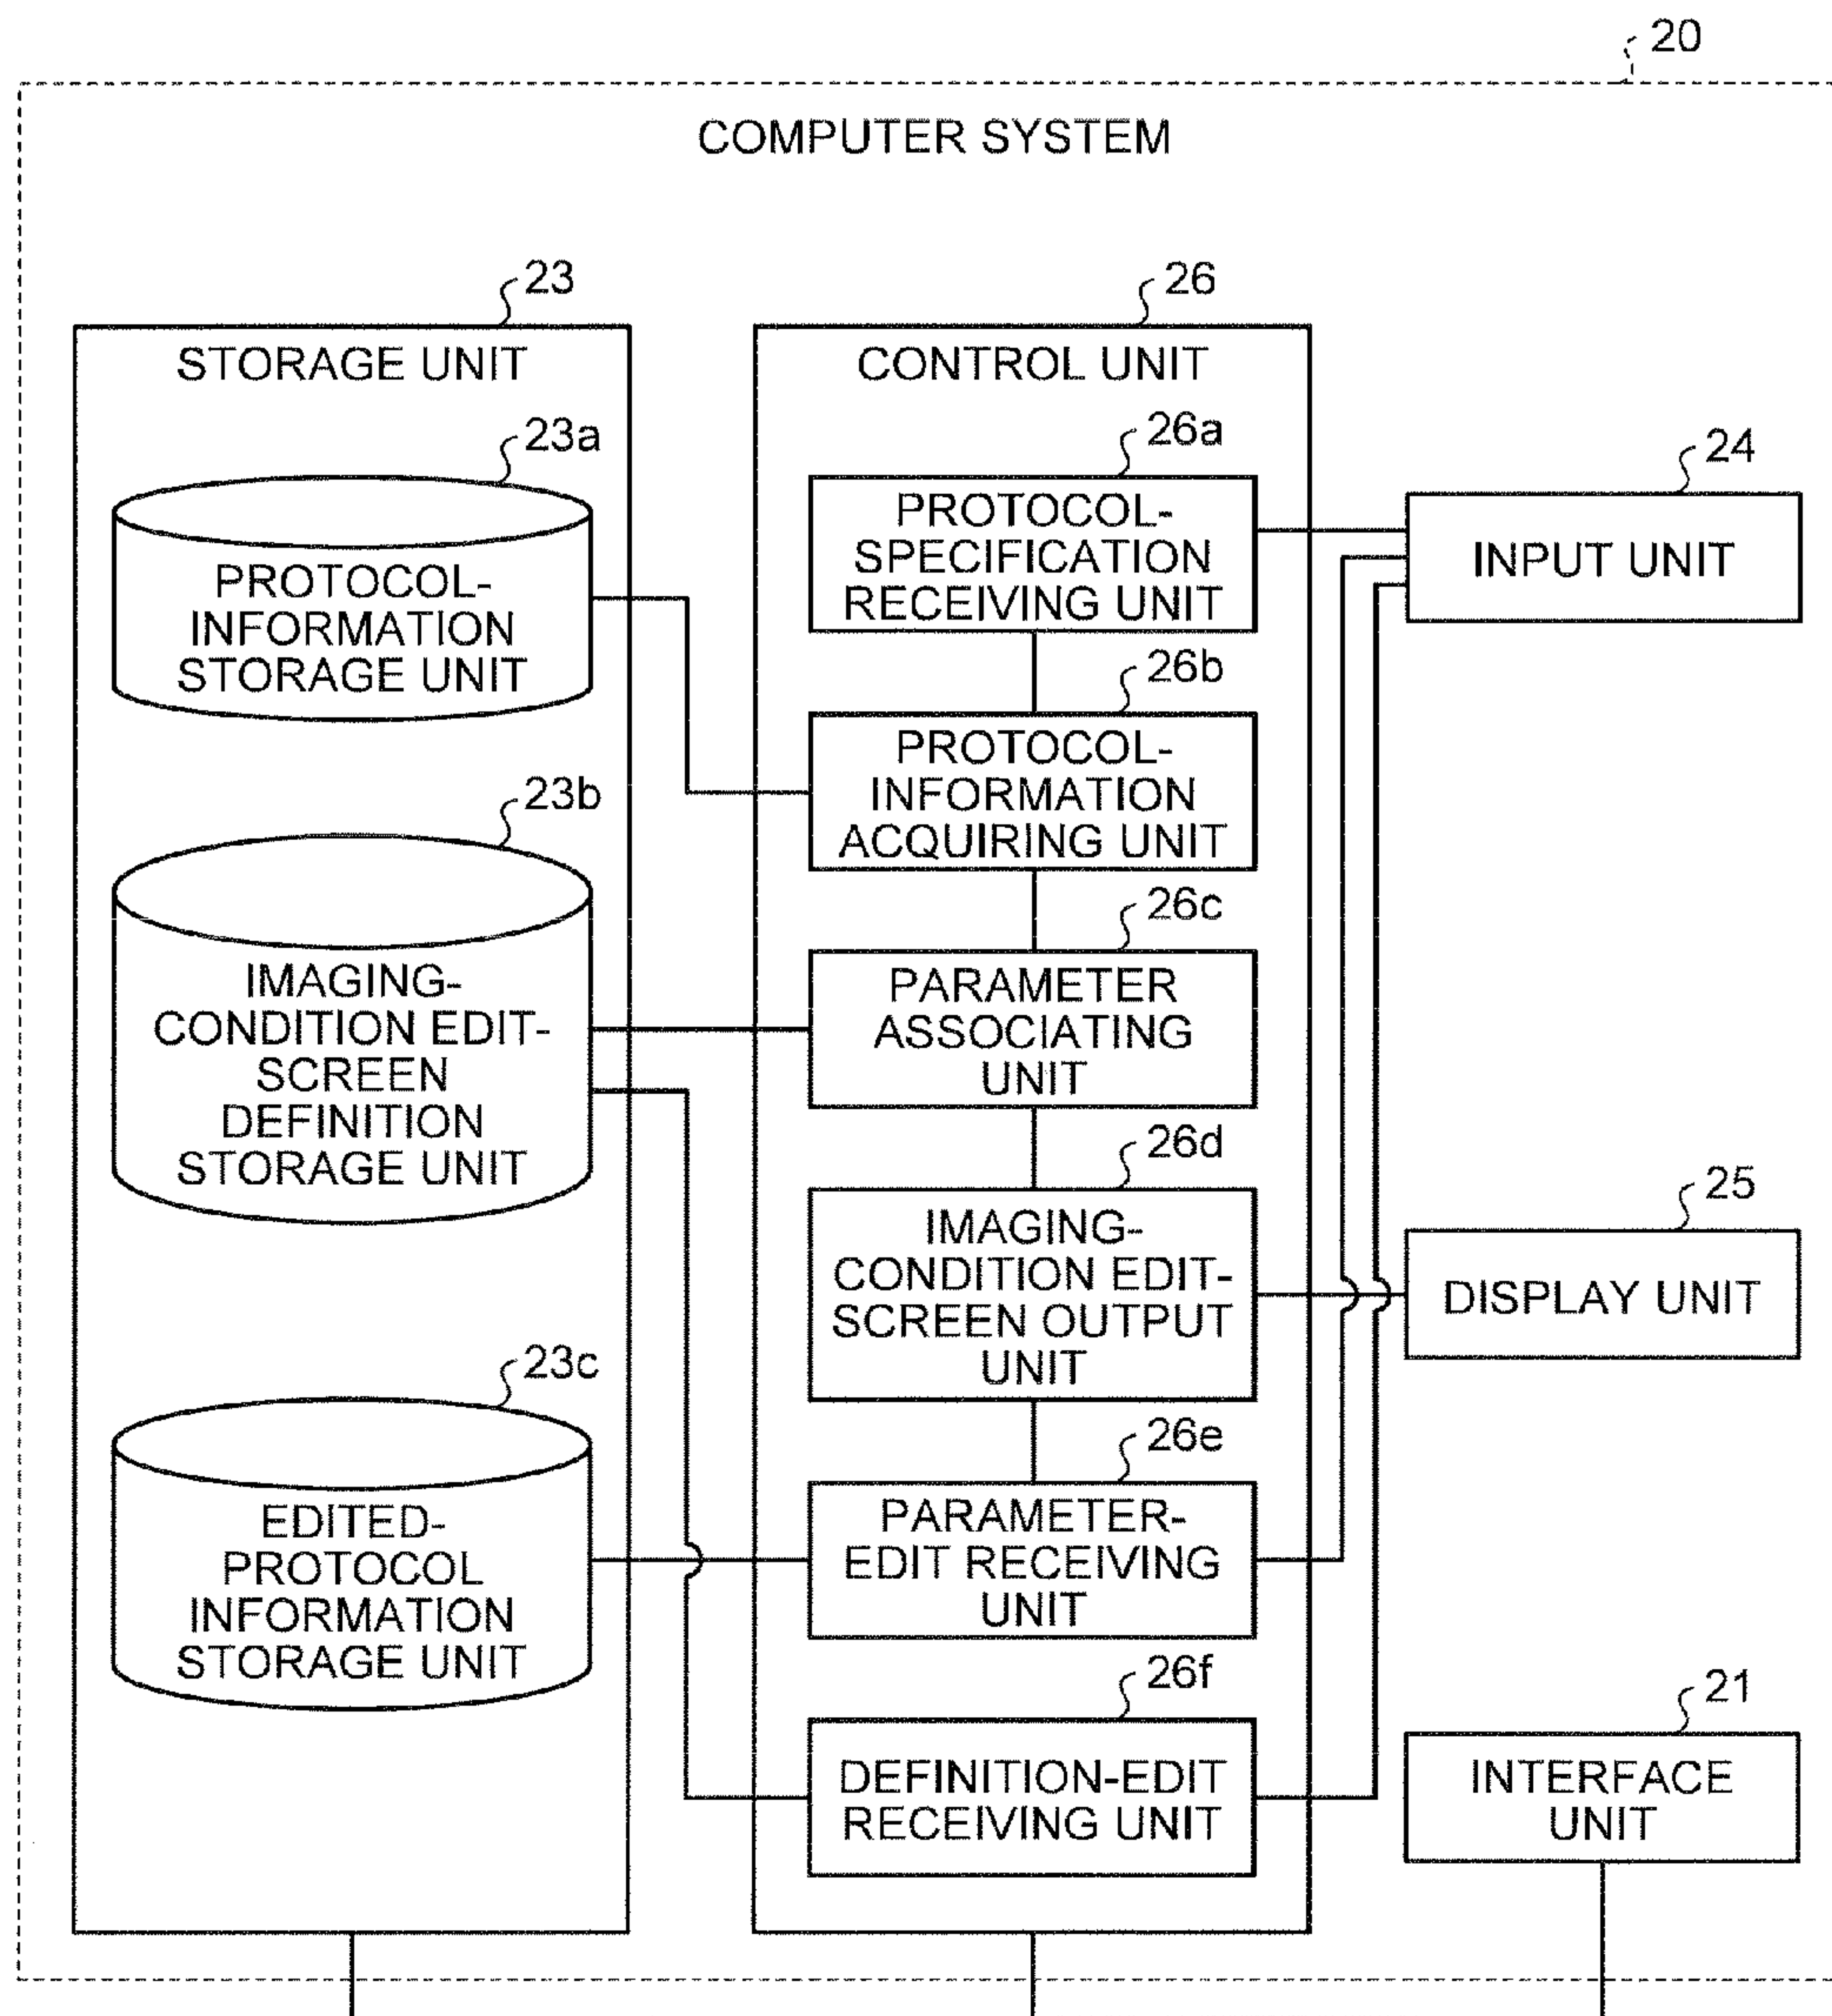 20
COMPUTER SYSTEM
23
STORAGE UNIT
23a
PROTOCOL-
INFORMATION
STORAGE UNIT
23b
IMAGING-
CONDITION EDIT-
SCREEN
DEFINITION
STORAGE UNIT
23c
EDITED-
PROTOCOL
INFORMATION
STORAGE UNIT
26
CONTROL UNIT
26a
PROTOCOL-
SPECIFICATION
RECEIVING UNIT
26b
PROTOCOL-
INFORMATION
ACQUIRING UNIT
26c
PARAMETER
ASSOCIATING
UNIT
26d
IMAGING-
CONDITION EDIT-
SCREEN OUTPUT
UNIT
26e
PARAMETER-
EDIT RECEIVING
UNIT
26f
DEFINITION-EDIT
RECEIVING UNIT
24
INPUT UNIT
25
DISPLAY UNIT
21
INTERFACE
UNIT